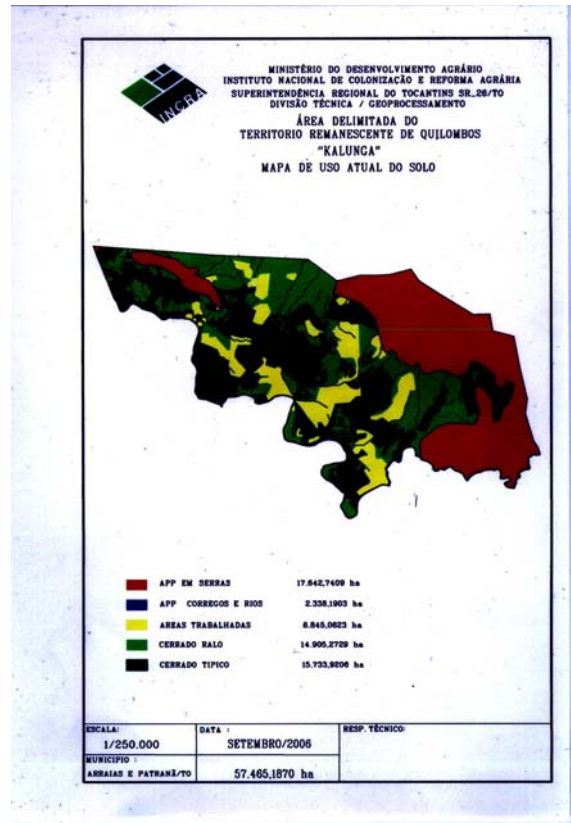 INCRA
MINISTÉRIO DO DESENVOLVIMENTO AGRÁRIO
INSTITUTO NACIONAL DE COLONIZAÇÃO E REFORMA AGRÁRIA
SUPERINTENDÊNCIA REGIONAL DO TOCANTINS SR_26/TO
DIVISÃO TÉCNICA / GEOPROCESSAMENTO
ÁREA DELIMITADA DO
TERRITORIO REMANESCENTE DE QUILOMBOS
"KALUNGA"
MAPA DE USO ATUAL DO SOLO
APP EM SERRAS 17.642,7409 ha
APP CORREGOS E RIOS 2.338,1903 ha
AREAS TRABALHADAS 6.845,0623 ha
CERRADO RALO 14.905,2729 ha
CERRADO TIPICO 15.733,9206 ha
ESCALA: DATA : RESP. TÉCNICO:
1/250.000 SETEMBRO/2006
MUNICIPIO :
ARRAIAS E PATRANÃ/TO 57.465,1870 ha